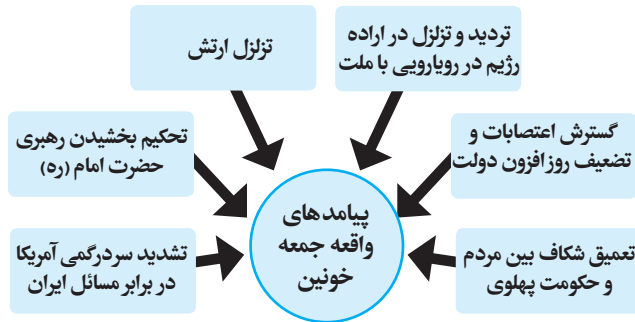 تردید و تزلزل در اراده
رژیم در رویارویی با ملت
تزلزل ارتش
گسترش اعتصابات و
تضعیف روزافزون دولت
تحکیم بخشیدن رهبری
حضرت امام (ره)
پیامدهای
واقعه جمعه
خونین
تعمیق شکاف بین مردم
و حکومت پهلوی
تشدید سردرگمی آمریکا
در برابر مسائل ایران